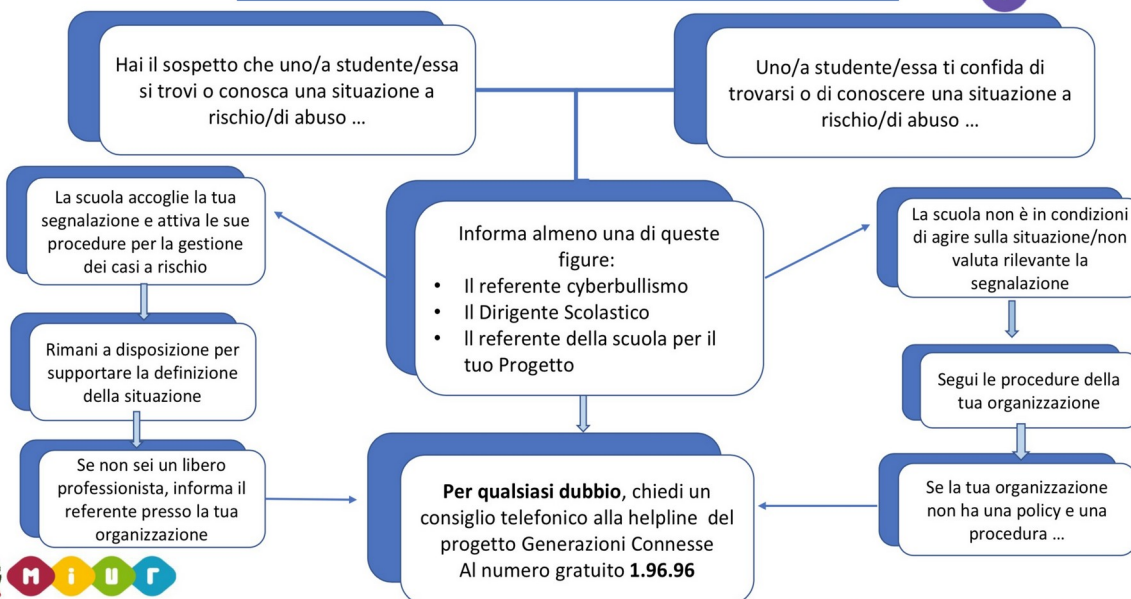 Hai il sospetto che uno/a studente/essa
si trovi o conosca una situazione a
rischio/di abuso ...
Uno/a studente/essa ti confida di
trovarsi o di conoscere una situazione a
rischio/di abuso ...
La scuola accoglie la tua
segnalazione e attiva le sue
procedure per la gestione
dei casi a rischio
Informa almeno una di queste
figure:
• Il referente cyberbullismo
• Il Dirigente Scolastico
• Il referente della scuola per il
tuo Progetto
La scuola non è in condizioni
di agire sulla situazione/non
valuta rilevante la
segnalazione
Rimani a disposizione per
supportare la definizione
della situazione
Segui le procedure della
tua organizzazione
Se non sei un libero
professionista, informa il
referente presso la tua
organizzazione
Per qualsiasi dubbio, chiedi un
consiglio telefonico alla helpline del
progetto Generazioni Connesse
Al numero gratuito 1.96.96
Se la tua organizzazione
non ha una policy e una
procedura ...
MiUr